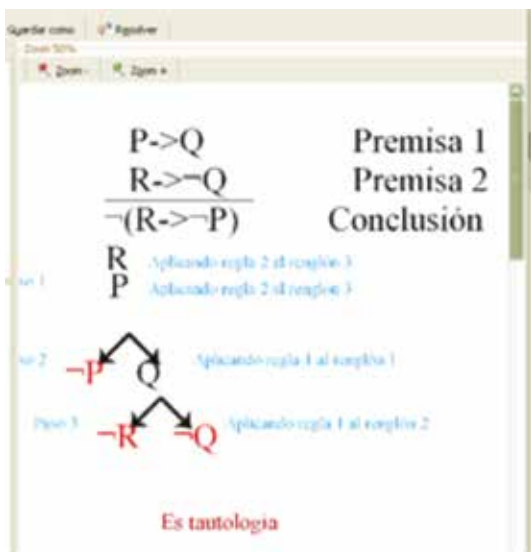 Guardar como Resolver
Zoom 50%
Zoom - Zoom +
P->Q Premisa 1
R->¬Q Premisa 2
¬(R->¬P) Conclusión
R Aplicando regla 2 al renglón 3
P Aplicando regla 2 al renglón 3
¬P Q Aplicando regla 1 al renglón 1
Paso 3 ¬R ¬Q Aplicando regla 1 al renglón 2
Es tautologia